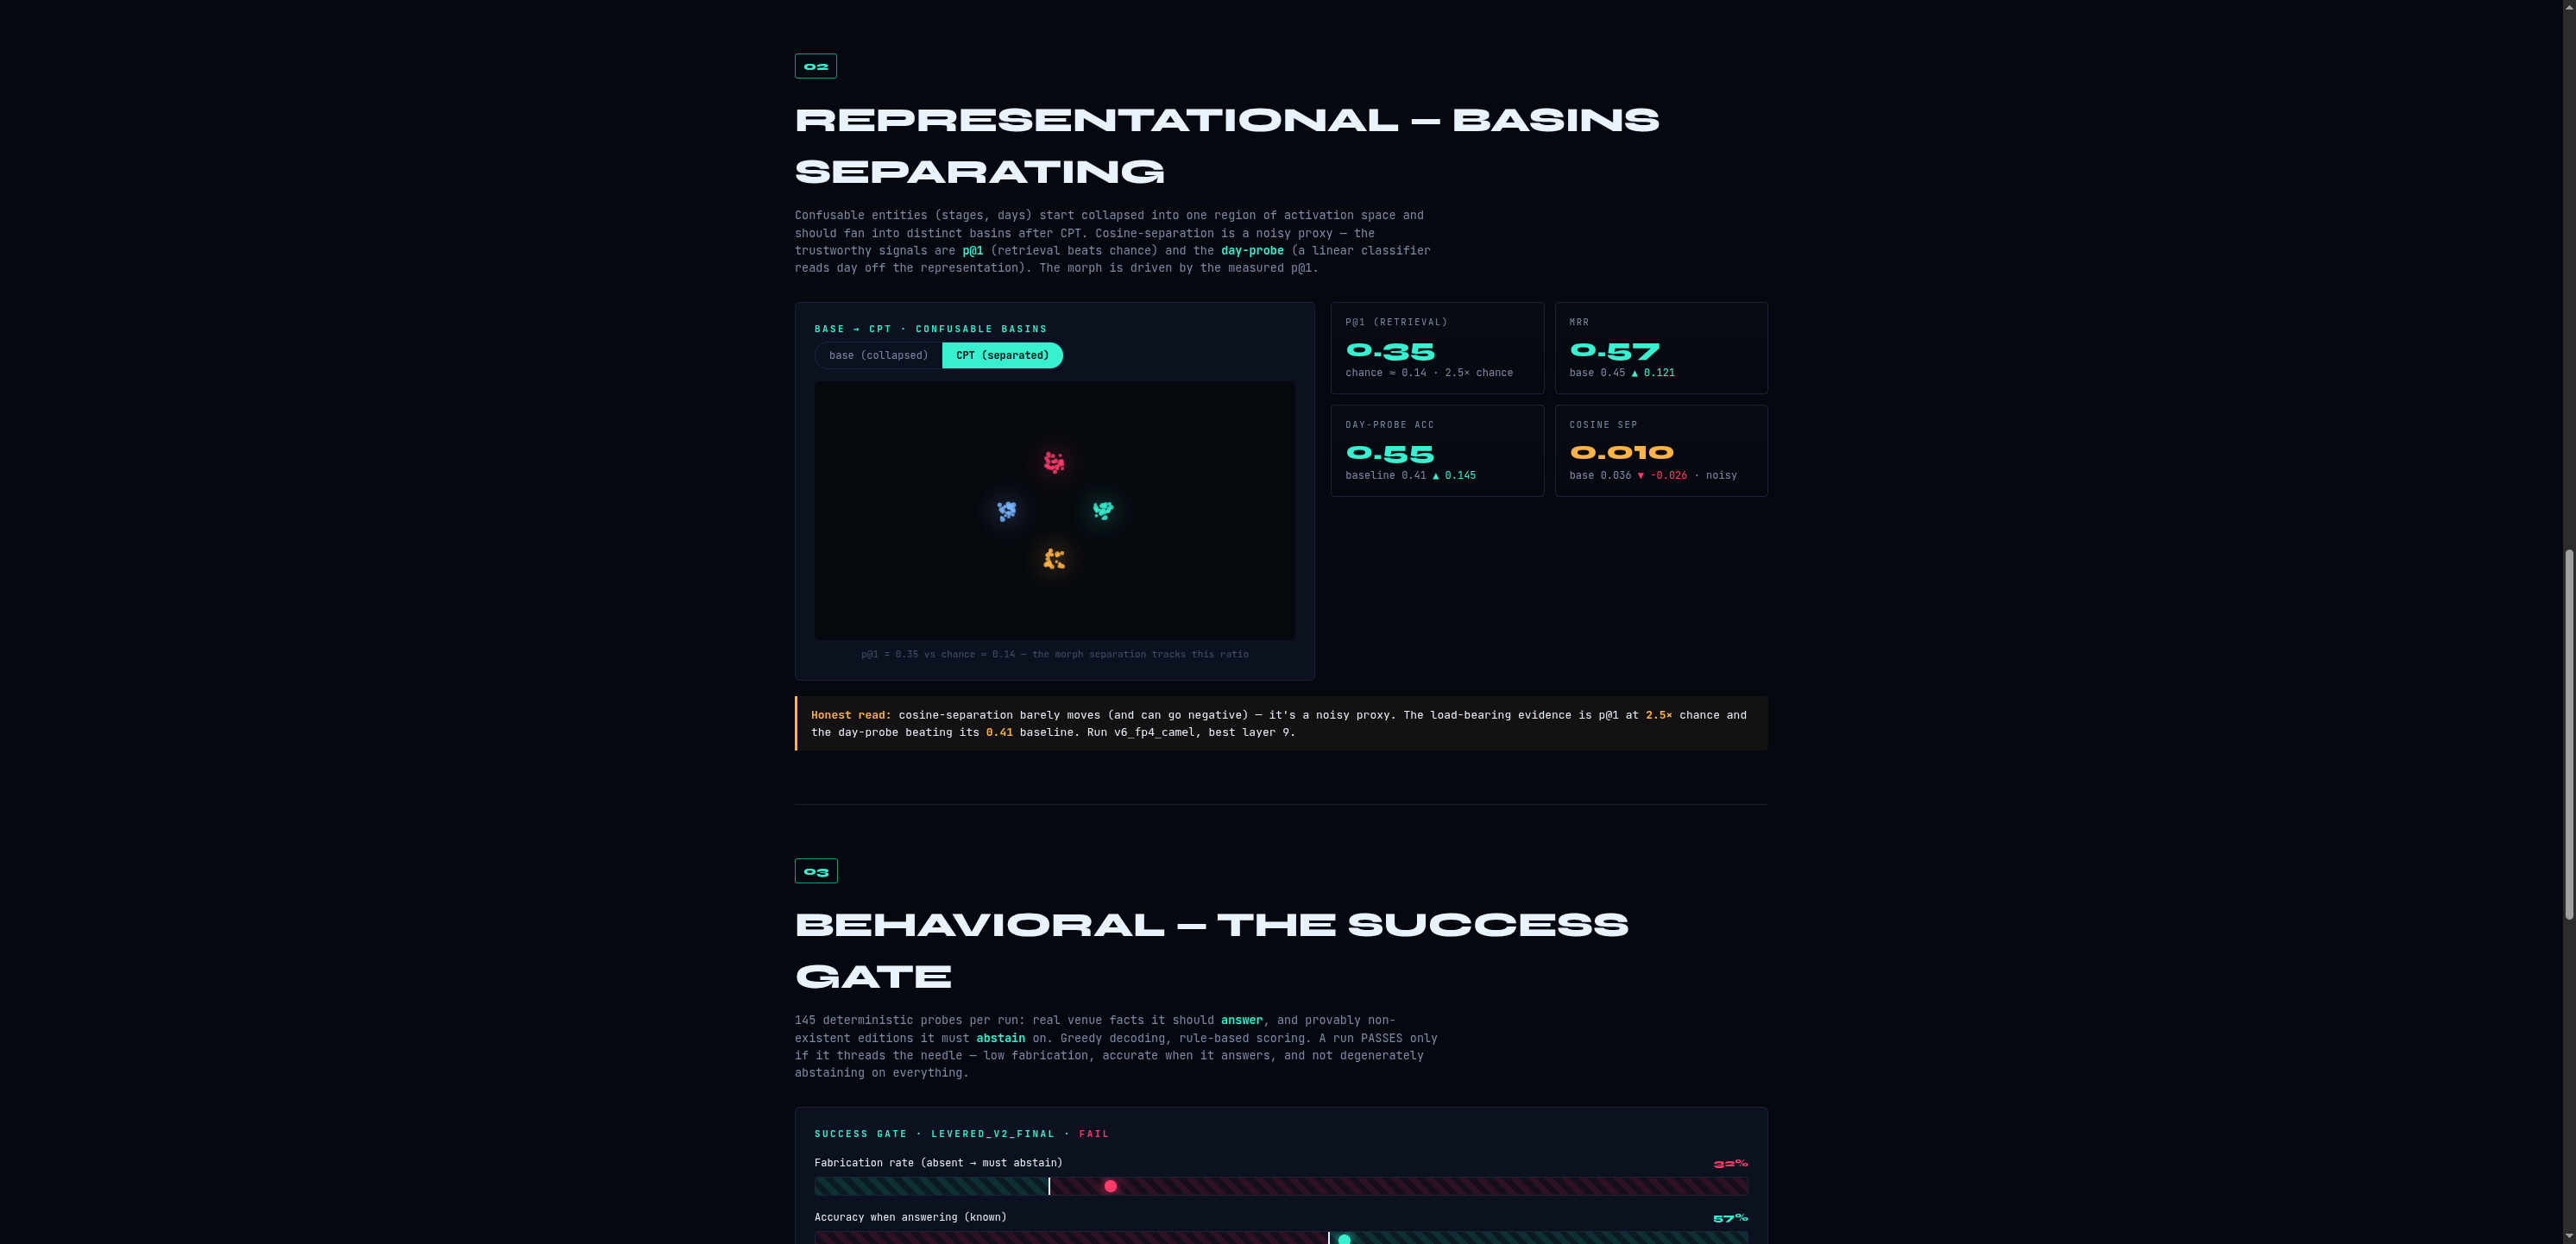 02
REPRESENTATIONAL — BASINS
SEPARATING
Confusable entities (stages, days) start collapsed into one region of activation space and
should fan into distinct basins after CPT. Cosine-separation is a noisy proxy — the
trustworthy signals are p@1 (retrieval beats chance) and the day-probe (a linear classifier
reads day off the representation). The morph is driven by the measured p@1.
BASE → CPT · CONFUSABLE BASINS
base (collapsed) CPT (separated)
p@1 = 0.35 vs chance ≈ 0.14 — the morph separation tracks this ratio
P@1 (RETRIEVAL)
0.35
chance ≈ 0.14 · 2.5× chance
MRR
0.57
base 0.45 ▲ 0.121
DAY-PROBE ACC
0.55
baseline 0.41 ▲ 0.145
COSINE SEP
0.010
base 0.036 ▼ -0.026 · noisy
Honest read: cosine-separation barely moves (and can go negative) — it's a noisy proxy. The load-bearing evidence is p@1 at 2.5× chance and
the day-probe beating its 0.41 baseline. Run v6_fp4_camel, best layer 9.
03
BEHAVIORAL — THE SUCCESS
GATE
145 deterministic probes per run: real venue facts it should answer, and provably non-
existent editions it must abstain on. Greedy decoding, rule-based scoring. A run PASSES only
if it threads the needle — low fabrication, accurate when it answers, and not degenerately
abstaining on everything.
SUCCESS GATE · LEVERED_V2_FINAL · FAIL
Fabrication rate (absent → must abstain) 32%
Accuracy when answering (known) 57%